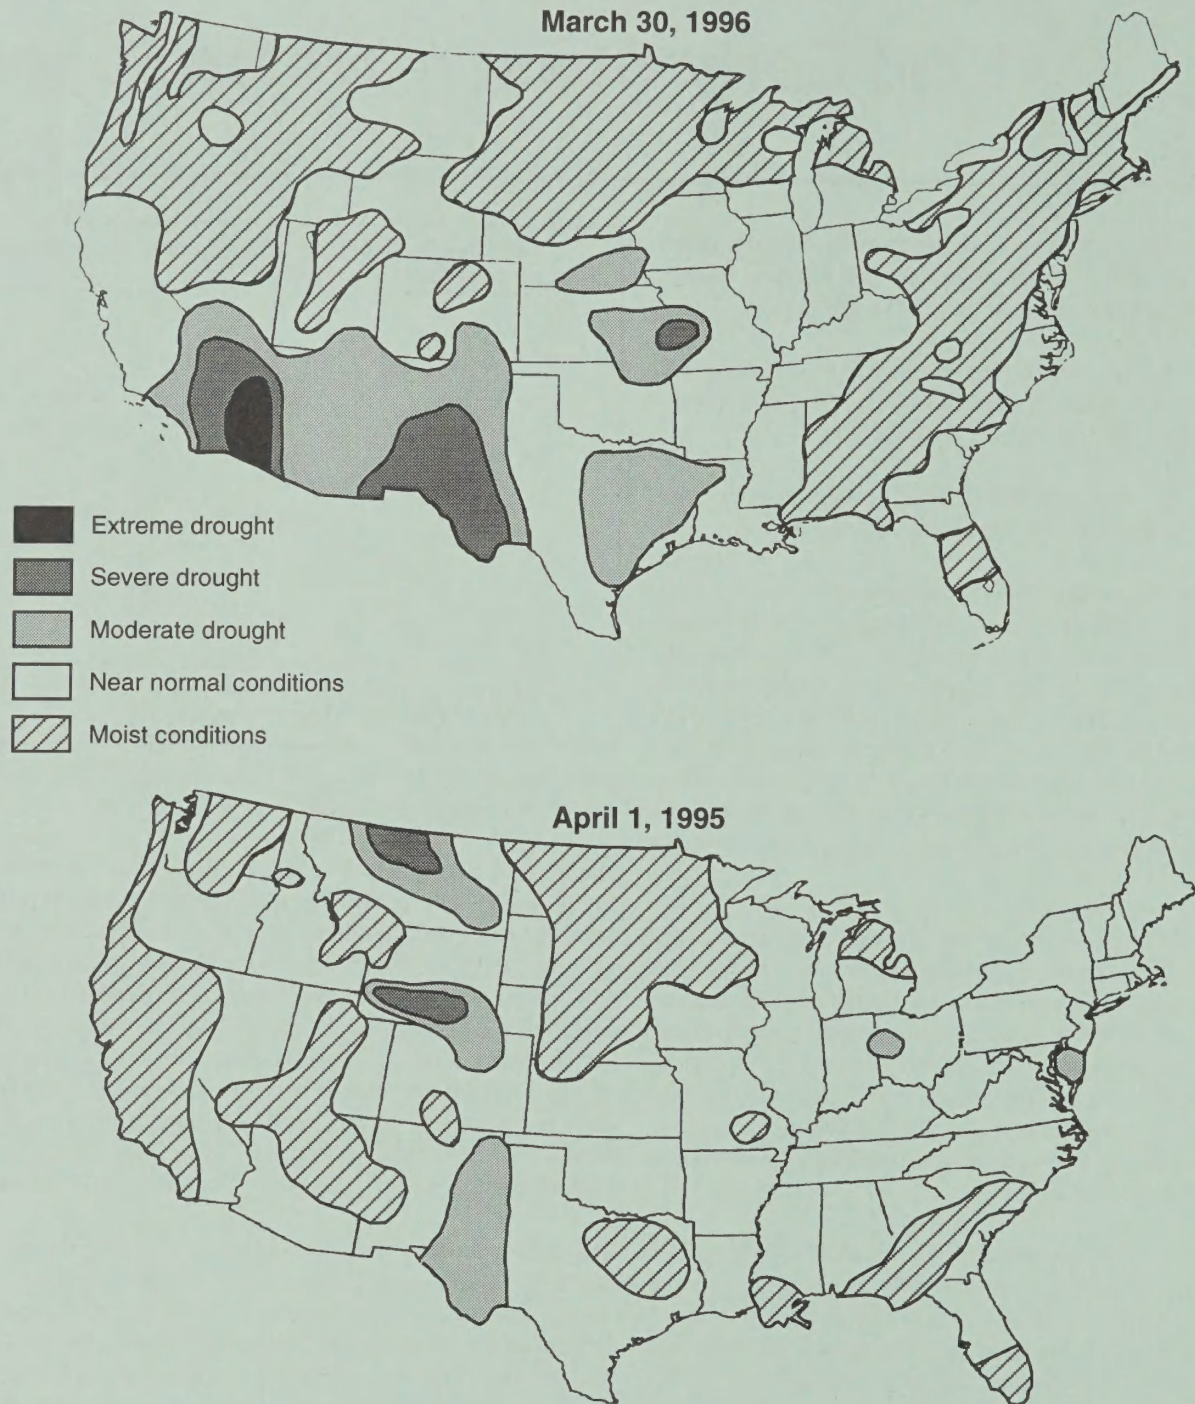 March 30, 1996
Extreme drought
Severe drought
Moderate drought
Near normal conditions
Moist conditions
April 1, 1995